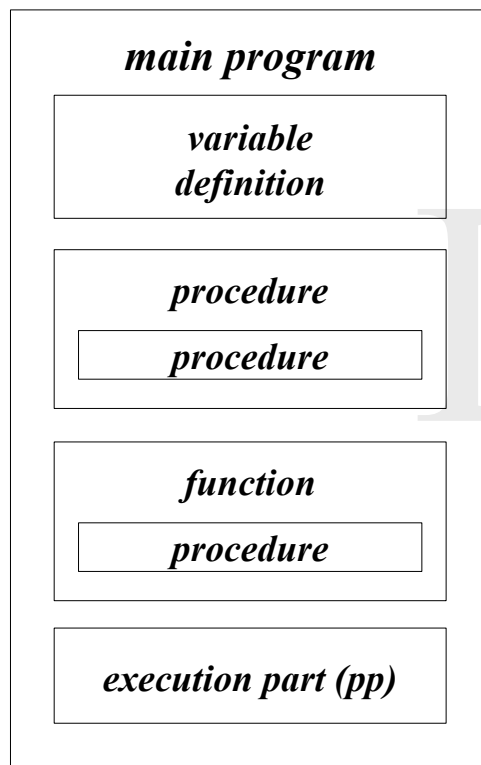 main program
variable
definition
procedure
procedure
function
procedure
execution part (pp)